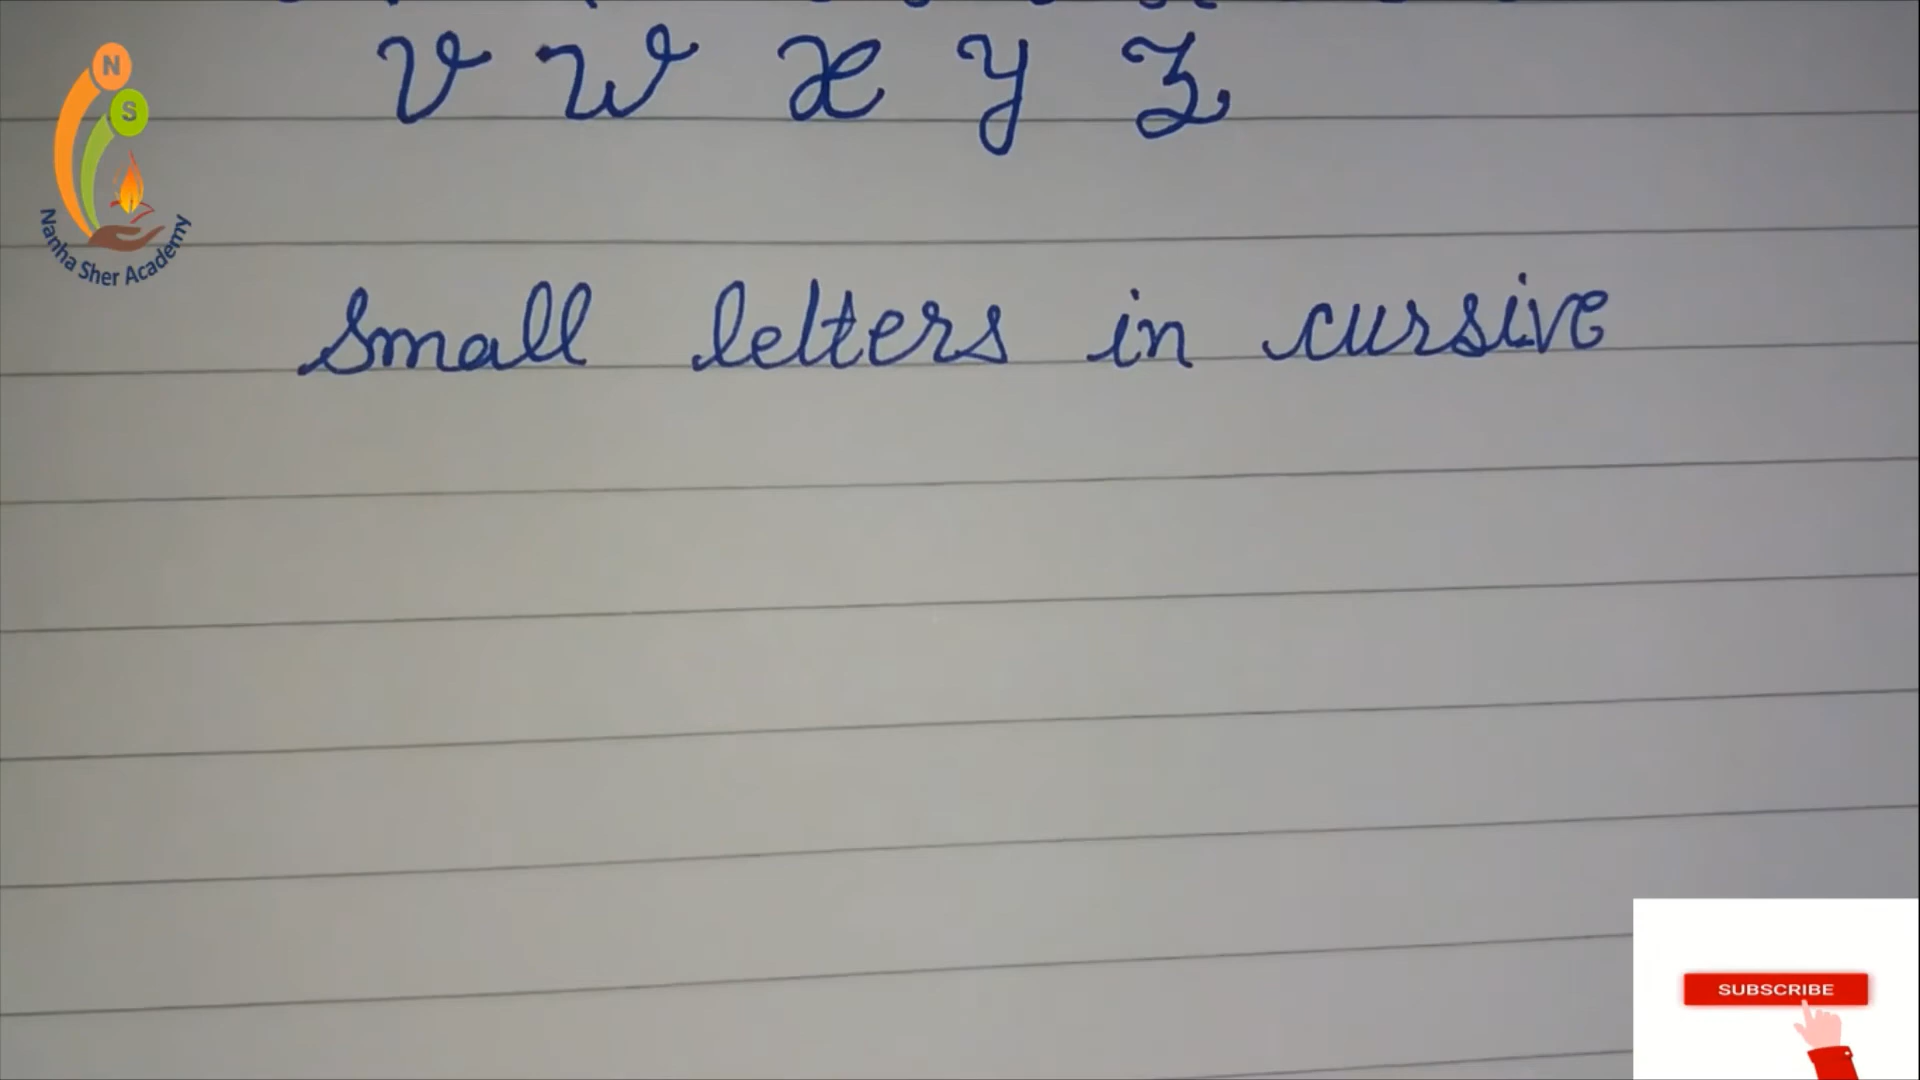 N
S
Nanha Sher Academy
v w x y z
Small letters in cursive
SUBSCRIBE